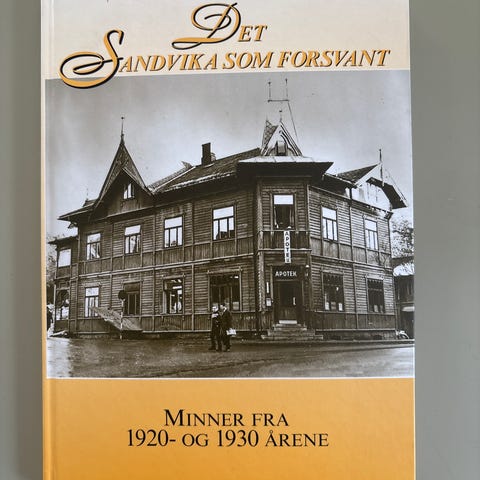 DET
SANDVIKA SOM FORSVANT
APOTEK
APOTEK
MINNER FRA
1920- OG 1930 ÅRENE